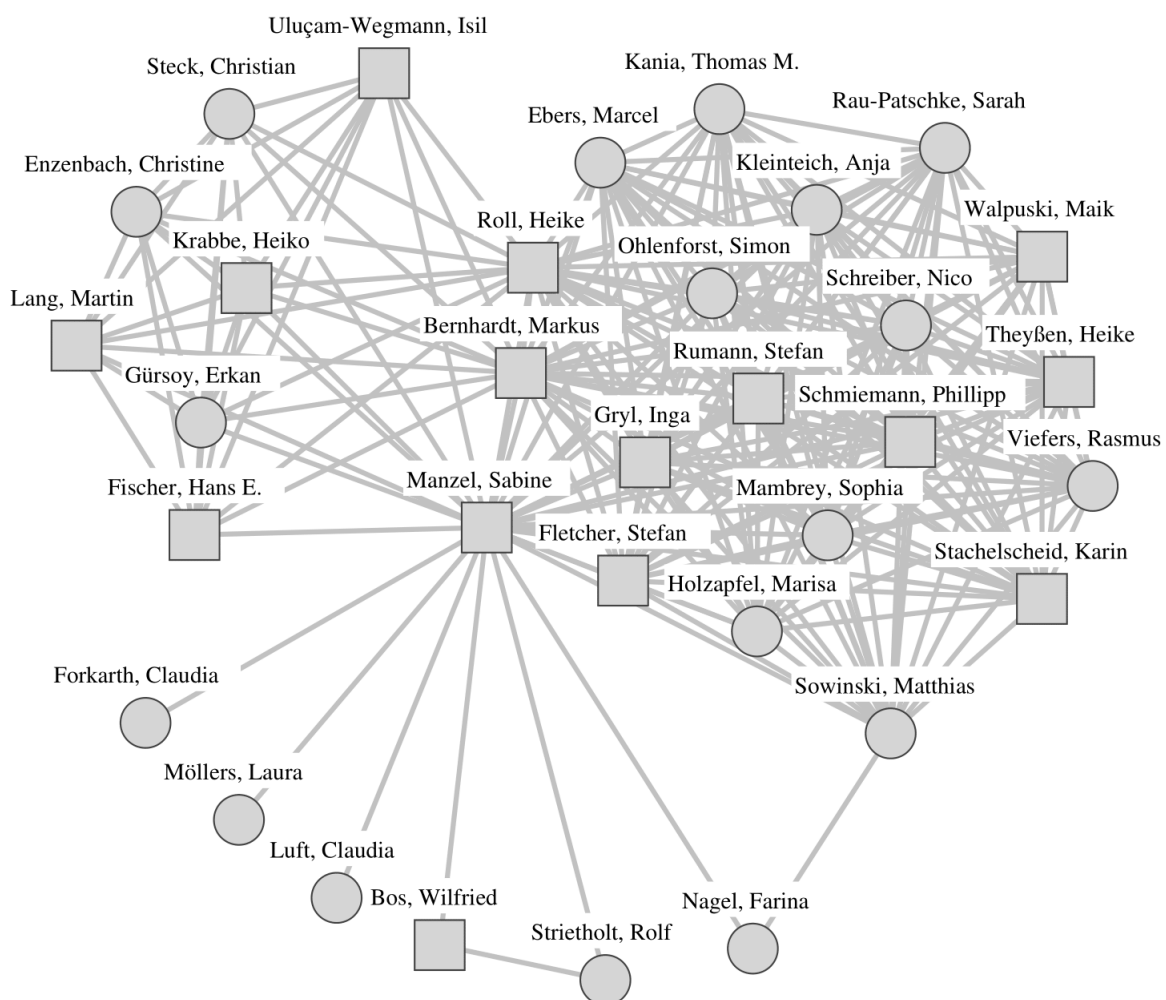 Uluçam-Wegmann, Isil
Steck, Christian
Kania, Thomas M.
Rau-Patschke, Sarah
Ebers, Marcel
Enzenbach, Christine
Kleinteich, Anja
Walpuski, Maik
Roll, Heike
Krabbe, Heiko
Ohlenforst, Simon
Schreiber, Nico
Lang, Martin
Bernhardt, Markus
Theyßen, Heike
Rumann, Stefan
Gürsoy, Erkan
Schmiemann, Phillipp
Gryl, Inga
Viefers, Rasmus
Fischer, Hans E.
Manzel, Sabine
Mambrey, Sophia
Fletcher, Stefan
Stachelscheid, Karin
Holzapfel, Marisa
Forkarth, Claudia
Sowinski, Matthias
Möllers, Laura
Luft, Claudia
Bos, Wilfried
Nagel, Farina
Strietholt, Rolf